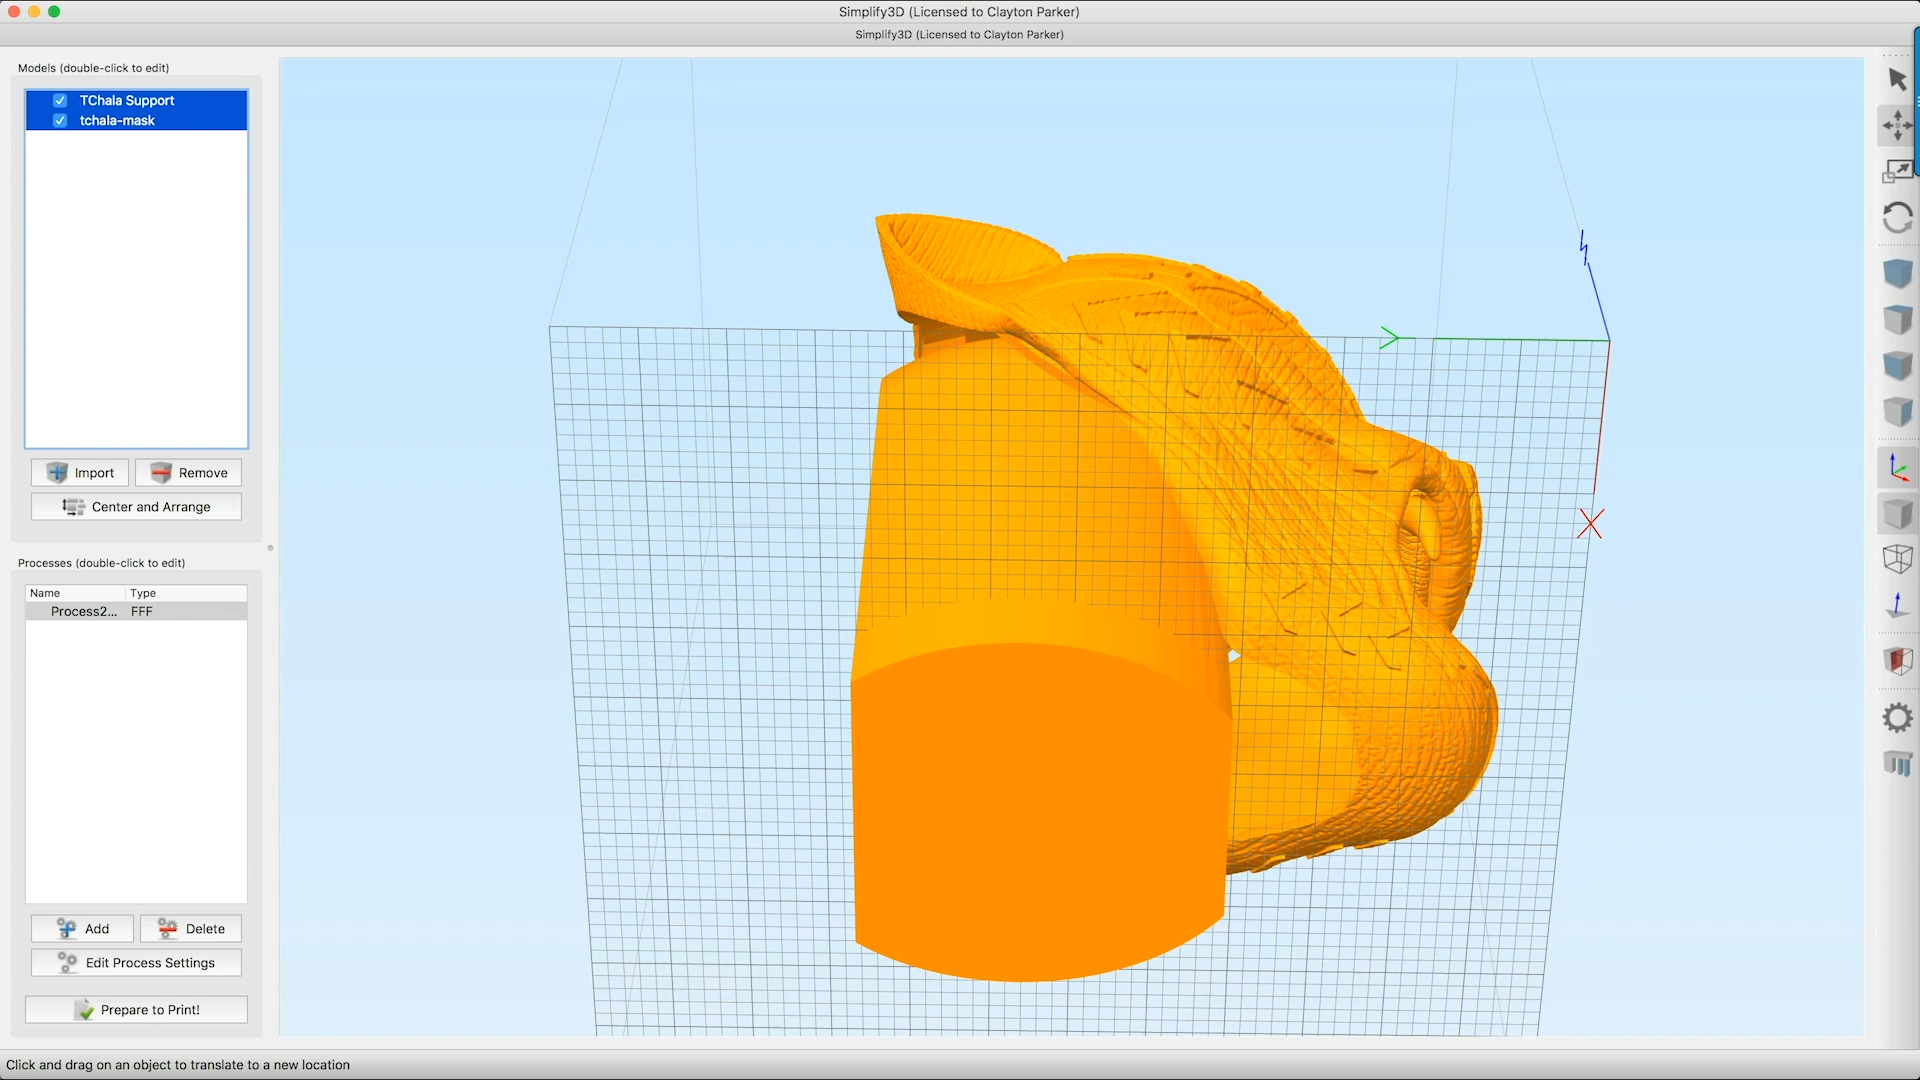 Simplify3D (Licensed to Clayton Parker)
Simplify3D (Licensed to Clayton Parker)
Models (double-click to edit)
TChala Support
tchala-mask
Import
Remove
Center and Arrange
Processes (double-click to edit)
Name Type
Process2... FFF
Add
Delete
Edit Process Settings
Prepare to Print!
Click and drag on an object to translate to a new location